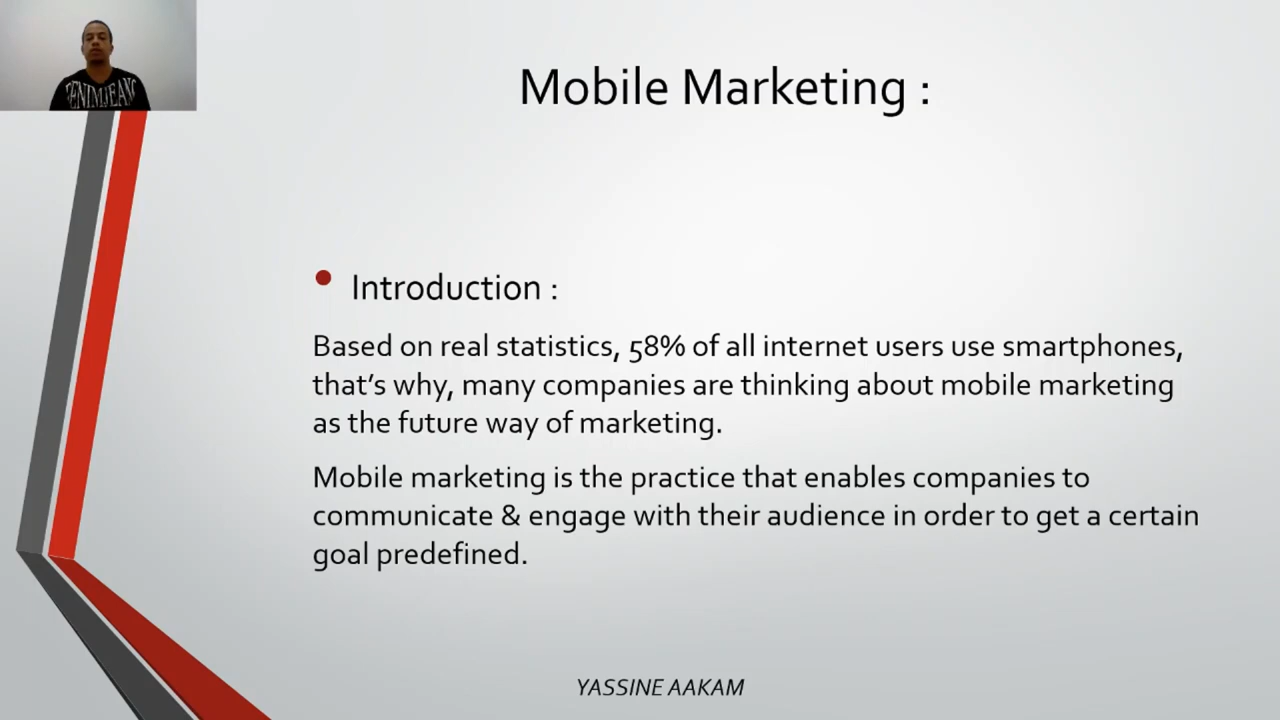 Mobile Marketing :
Introduction :
Based on real statistics, 58% of all internet users use smartphones,
that's why, many companies are thinking about mobile marketing
as the future way of marketing.
Mobile marketing is the practice that enables companies to
communicate & engage with their audience in order to get a certain
goal predefined.
YASSINE AAKAM